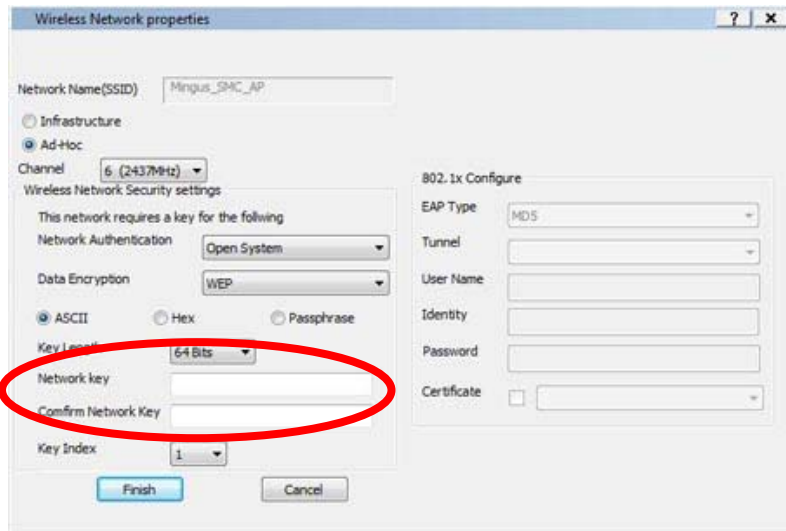 Wireless Network properties
? x
Network Name(SSID) Mingus_SMC_AP
Infrastructure
Ad-Hoc
Channel 6 (2437MHz)
Wireless Network Security settings
This network requires a key for the follwing
Network Authentication Open System
Data Encryption WEP
ASCII Hex Passphrase
Key Length 64 Bits
Network key
Comfirm Network Key
Key Index 1
Finish Cancel
802.1x Configure
EAP Type MD5
Tunnel
User Name
Identity
Password
Certificate